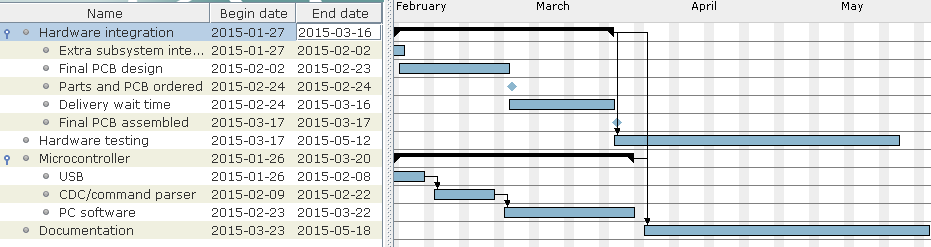 Name Begin date End date February March April May
Hardware integration 2015-01-27 2015-03-16
Extra subsystem inte... 2015-01-27 2015-02-02
Final PCB design 2015-02-02 2015-02-23
Parts and PCB ordered 2015-02-24 2015-02-24
Delivery wait time 2015-02-24 2015-03-16
Final PCB assembled 2015-03-17 2015-03-17
Hardware testing 2015-03-17 2015-05-12
Microcontroller 2015-01-26 2015-03-20
USB 2015-01-26 2015-02-08
CDC/command parser 2015-02-09 2015-02-22
PC software 2015-02-23 2015-03-22
Documentation 2015-03-23 2015-05-18